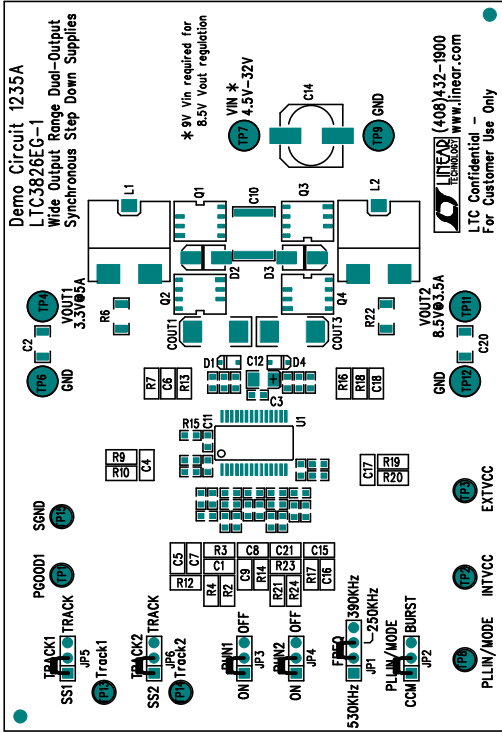 Demo Circuit 1235A
LTC3826EG-1
Wide Output Range Dual-Output
Synchronous Step Down Supplies
* 9V Vin required for
8.5V Vout regulation
VIN *
4.5V-32V
TP7
C14
TP9
GND
LINEAR
TECHNOLOGY
(408)432-1900
www.linear.com
LTC Confidential -
For Customer Use Only
L1
Q1
C10
Q3
L2
D2
D3
Q2
Q4
COUT1
COUT3
TP4
VOUT1
3.3V@5A
R6
C2
TP6
GND
R22
VOUT2
8.5V@3.5A
TP11
C20
GND
TP12
D1
C12
D4
R7
C6
R13
C3
R16
R18
C18
R15
C11
U1
R9
R10
C4
C17
R19
R20
SGND
TP15
PGOOD1
TP1
C5
C7
R12
R3
C1
R4
R2
C8
C9
R14
C21
R23
R21
R24
C15
R17
C16
TP3
EXTVCC
TP2
INTVCC
TP8
PLLIN/MODE
TRACK1
TRACK
JP5
SS1
TP13
Track1
TRACK2
TRACK
JP6
SS2
TP14
Track2
RUN1
OFF
JP3
ON
RUN2
OFF
JP4
ON
FREQ
390KHz
250KHz
JP1
530KHz
PLLIN/MODE
BURST
JP2
CCM